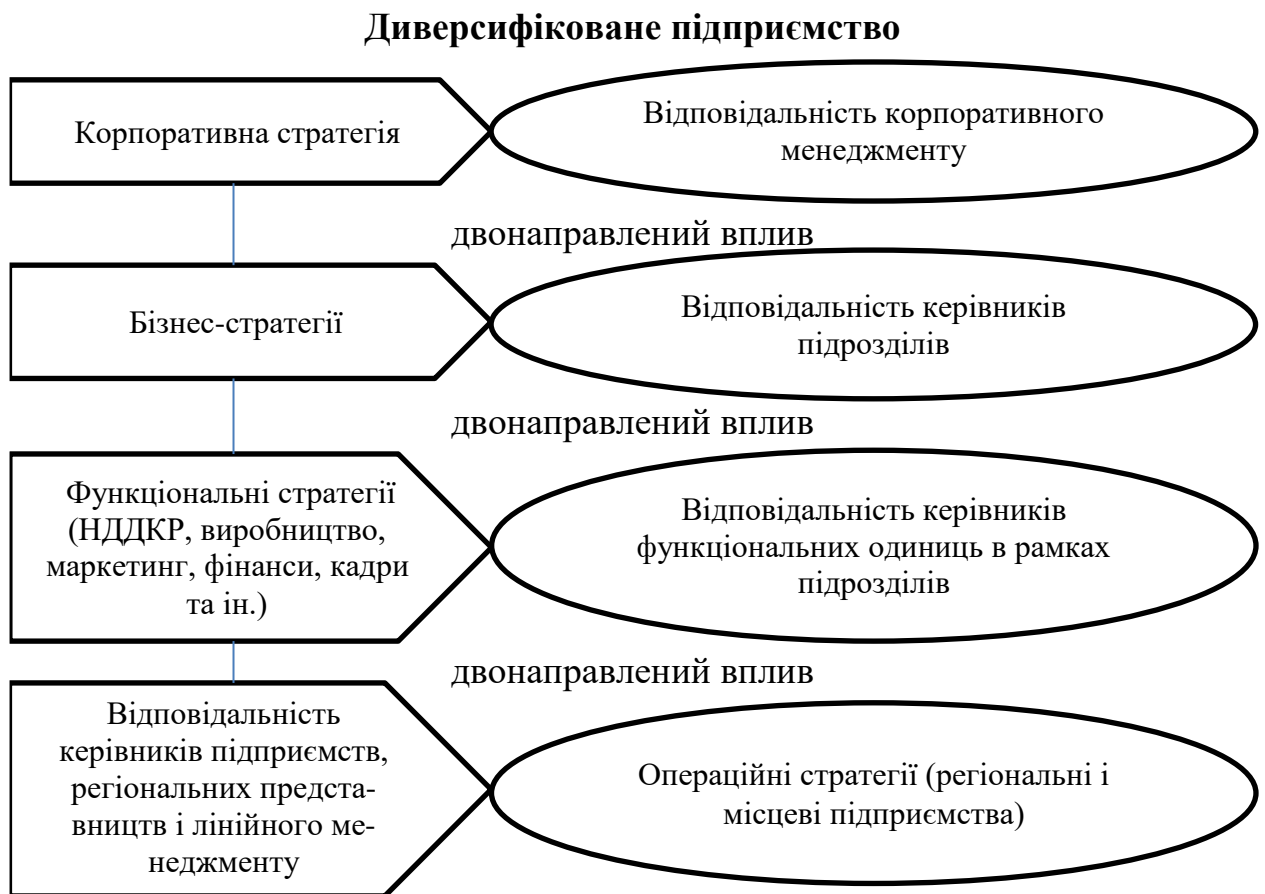 Диверсифіковане підприємство
Корпоративна стратегія
Відповідальність корпоративного
менеджменту
двонаправлений вплив
Бізнес-стратегії
Відповідальність керівників
підрозділів
двонаправлений вплив
Функціональні стратегії
(НДДКР, виробництво,
маркетинг, фінанси, кадри
та ін.)
Відповідальність керівників
функціональних одиниць в рамках
підрозділів
двонаправлений вплив
Відповідальність
керівників підприємств,
регіональних предста-
вництв і лінійного ме-
неджменту
Операційні стратегії (регіональні і
місцеві підприємства)